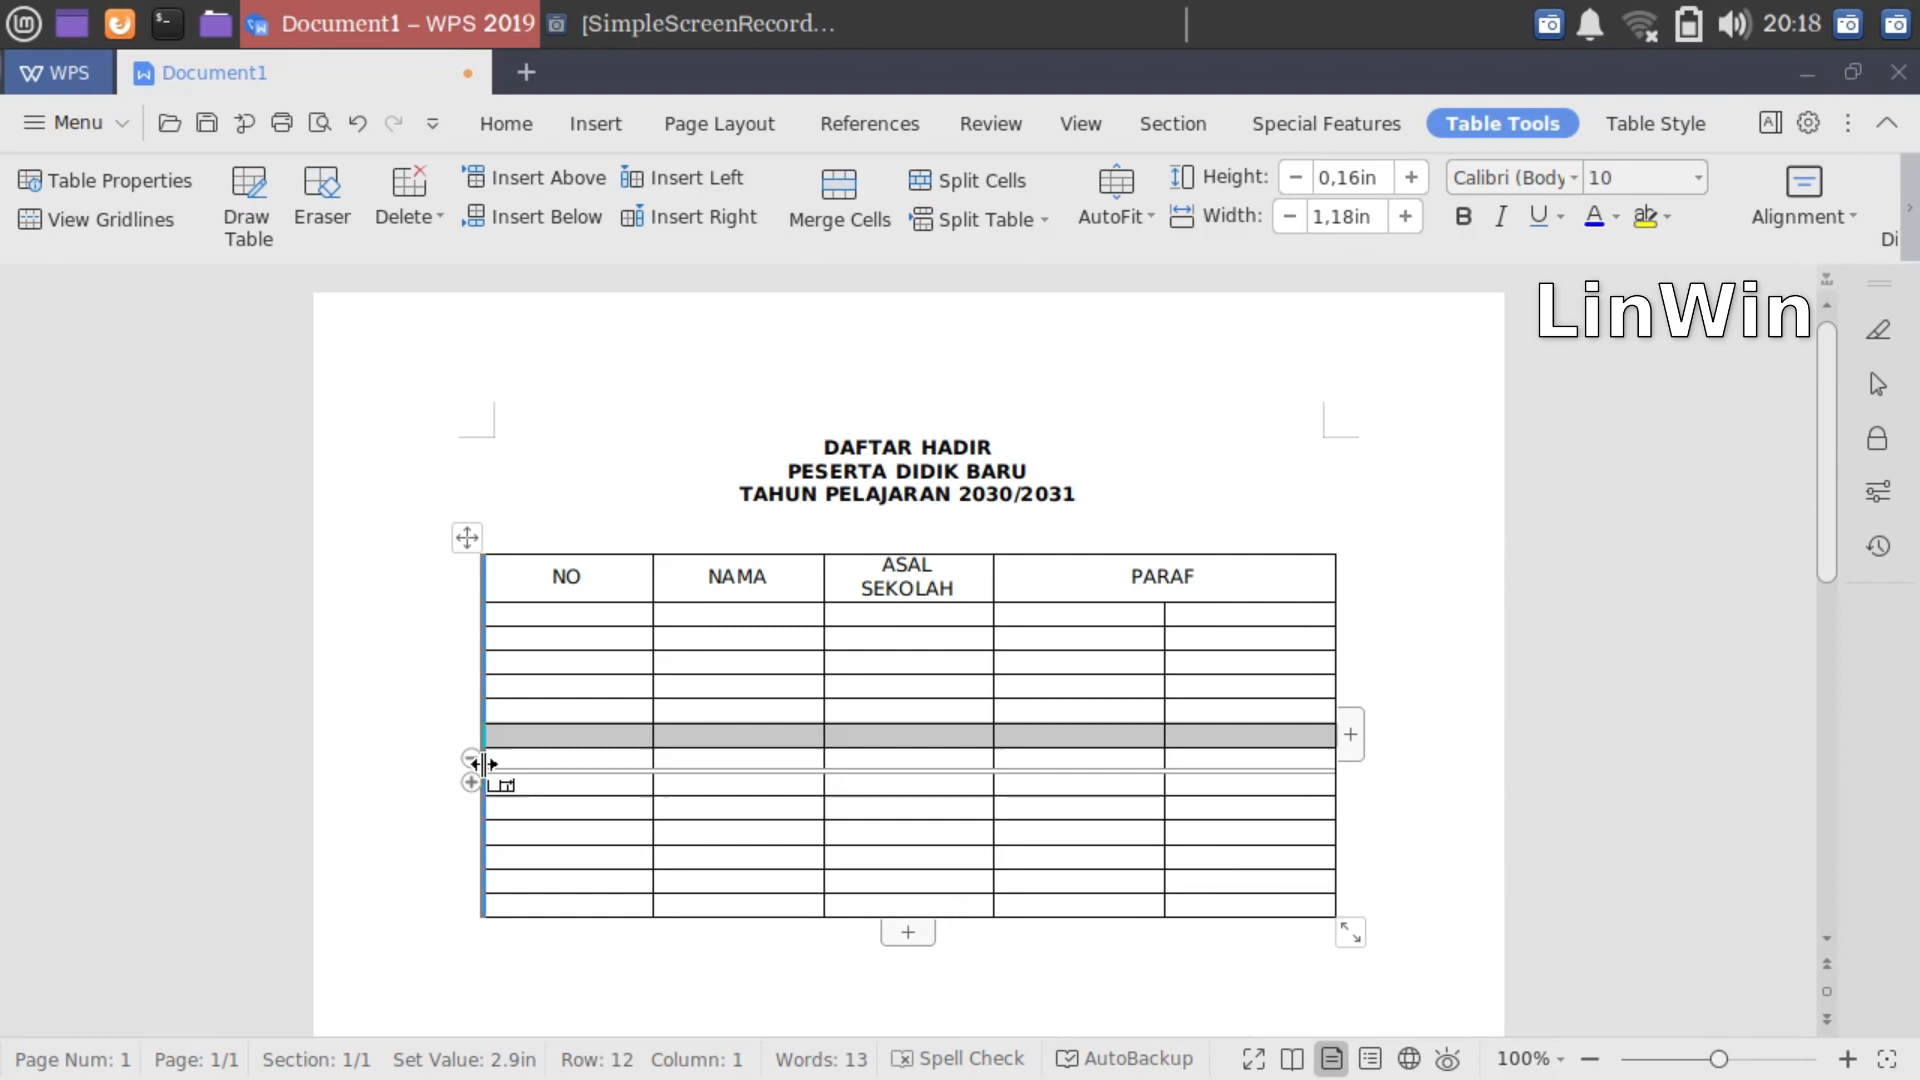 Document1 – WPS 2019
[SimpleScreenRecord...
20:18
WPS
Document1
Menu
Home
Insert
Page Layout
References
Review
View
Section
Special Features
Table Tools
Table Style
Table Properties
View Gridlines
Draw
Table
Eraser
Delete
Insert Above
Insert Below
Insert Left
Insert Right
Merge Cells
Split Cells
Split Table
AutoFit
Height: 0,16in
Width: 1,18in
Calibri (Body
10
B I U A ab
Alignment
Di
LinWin
DAFTAR HADIR
PESERTA DIDIK BARU
TAHUN PELAJARAN 2030/2031
NO
NAMA
ASAL
SEKOLAH
PARAF
Page Num: 1
Page: 1/1
Section: 1/1
Set Value: 2.9in
Row: 12
Column: 1
Words: 13
Spell Check
AutoBackup
100%